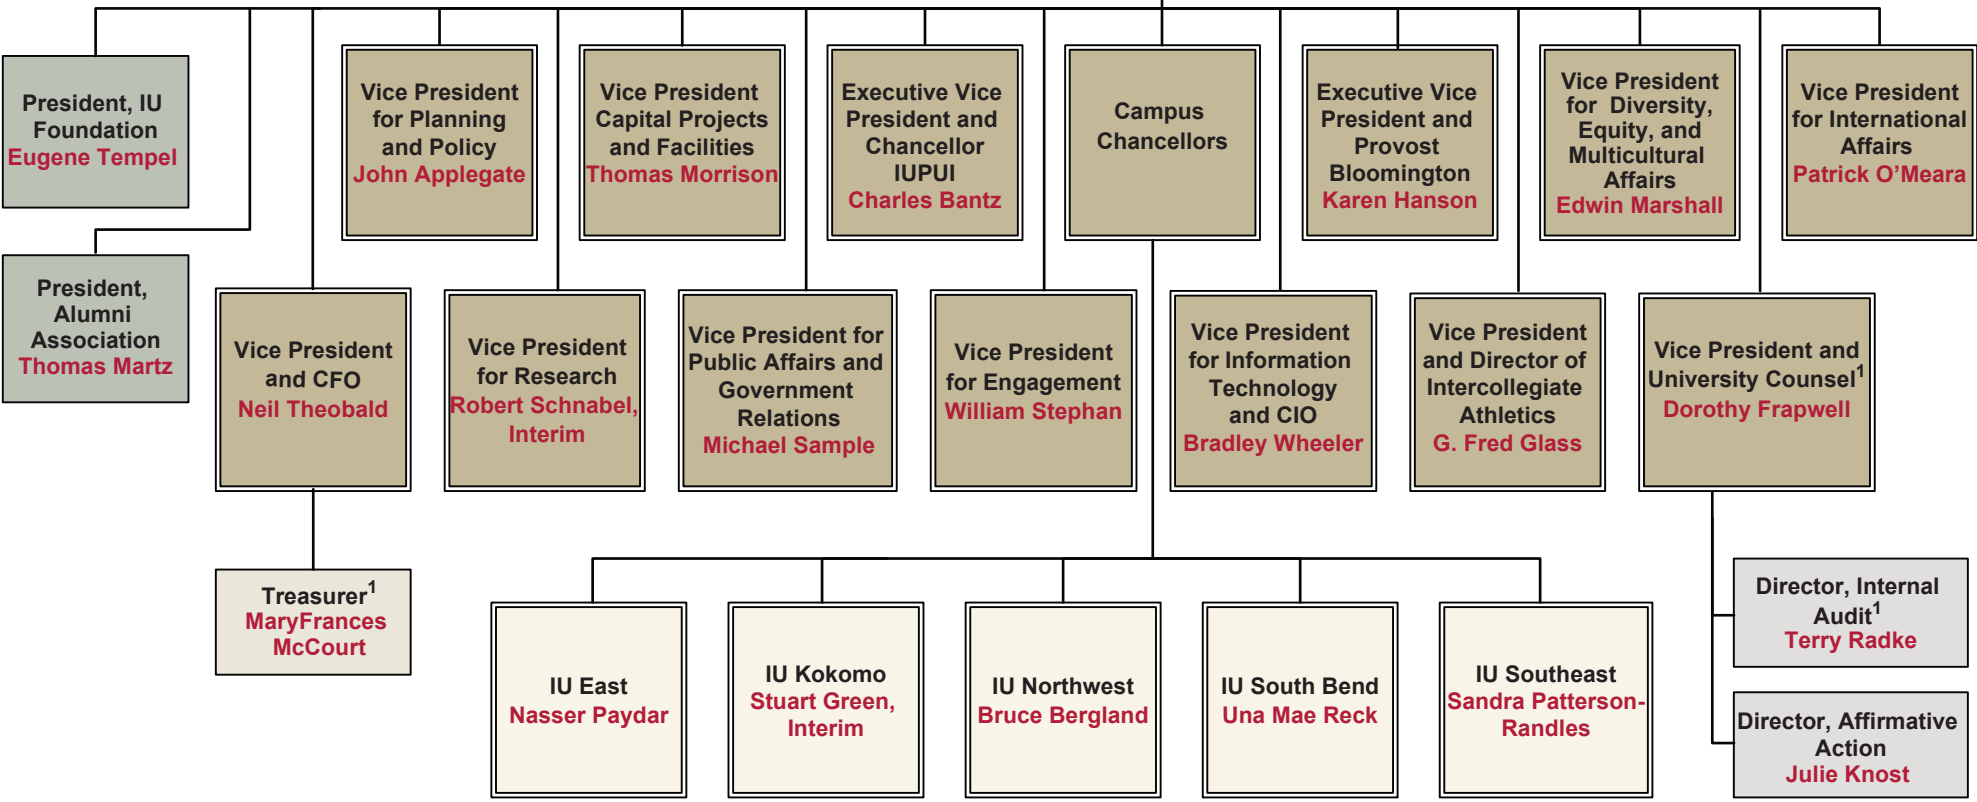 President, IU
Foundation
Eugene Tempel
Vice President
for Planning
and Policy
John Applegate
Vice President
Capital Projects
and Facilities
Thomas Morrison
Executive Vice
President and
Chancellor
IUPUI
Charles Bantz
Campus
Chancellors
Executive Vice
President and
Provost
Bloomington
Karen Hanson
Vice President
for Diversity,
Equity, and
Multicultural
Affairs
Edwin Marshall
Vice President
for International
Affairs
Patrick O’Meara
President,
Alumni
Association
Thomas Martz
Vice President
and CFO
Neil Theobald
Vice President
for Research
Robert Schnabel,
Interim
Vice President for
Public Affairs and
Government
Relations
Michael Sample
Vice President
for Engagement
William Stephan
Vice President
for Information
Technology
and CIO
Bradley Wheeler
Vice President
and Director of
Intercollegiate
Athletics
G. Fred Glass
Vice President and
University Counsel¹
Dorothy Frapwell
Treasurer¹
MaryFrances
McCourt
IU East
Nasser Paydar
IU Kokomo
Stuart Green,
Interim
IU Northwest
Bruce Bergland
IU South Bend
Una Mae Reck
IU Southeast
Sandra Patterson-
Randles
Director, Internal
Audit¹
Terry Radke
Director, Affirmative
Action
Julie Knost